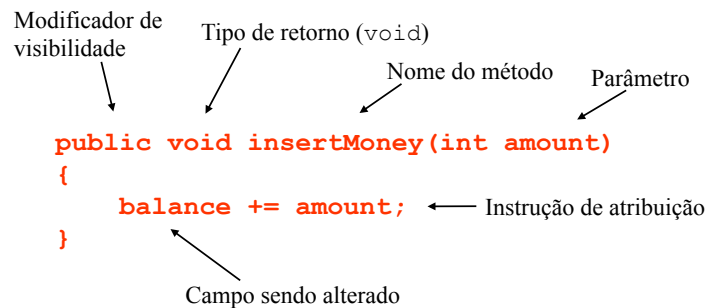 Modificador de
visibilidade
Tipo de retorno (void)
Nome do método
Parâmetro
public void insertMoney(int amount)
{
balance += amount;
Instrução de atribuição
}
Campo sendo alterado